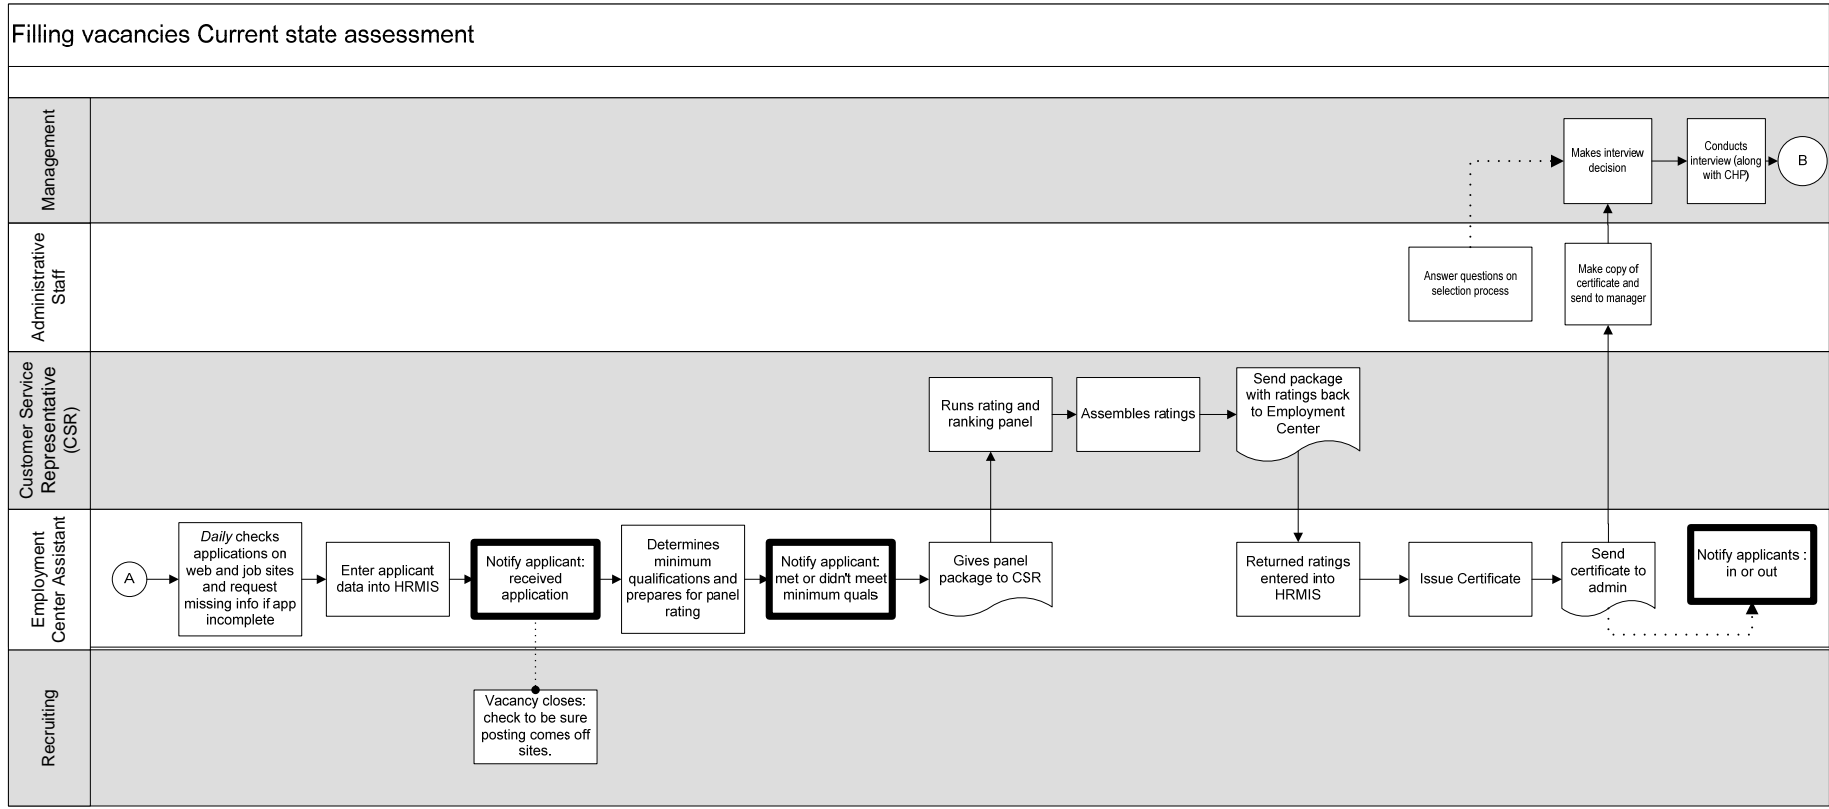 Filling vacancies Current state assessment
Management
Makes interview
decision
Conducts
interview (along
with CHP)
B
Administrative
Staff
Answer questions on
selection process
Make copy of
certificate and
send to manager
Customer Service
Representative
(CSR)
Runs rating and
ranking panel
Assembles ratings
Send package
with ratings back
to Employment
Center
Employment
Center Assistant
A
Daily checks
applications on
web and job sites
and request
missing info if app
incomplete
Enter applicant
data into HRMIS
Notify applicant:
received
application
Determines
minimum
qualifications and
prepares for panel
rating
Notify applicant:
met or didn't meet
minimum quals
Gives panel
package to CSR
Returned ratings
entered into
HRMIS
Issue Certificate
Send
certificate to
admin
Notify applicants :
in or out
Recruiting
Vacancy closes:
check to be sure
posting comes off
sites.